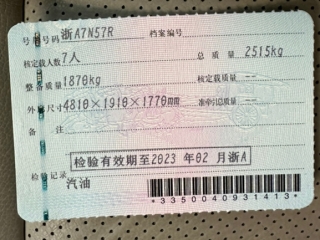 号牌号码 浙A7N57R 档案编号
核定载人数 7人 总质量 2515kg
整备质量 1870kg 核定载质量 --
外廓尺寸 4810×1910×1770mm 准牵引总质量 --
备注
检验有效期至2023 年 02 月浙A
检验记录
汽油
*3350040931413*